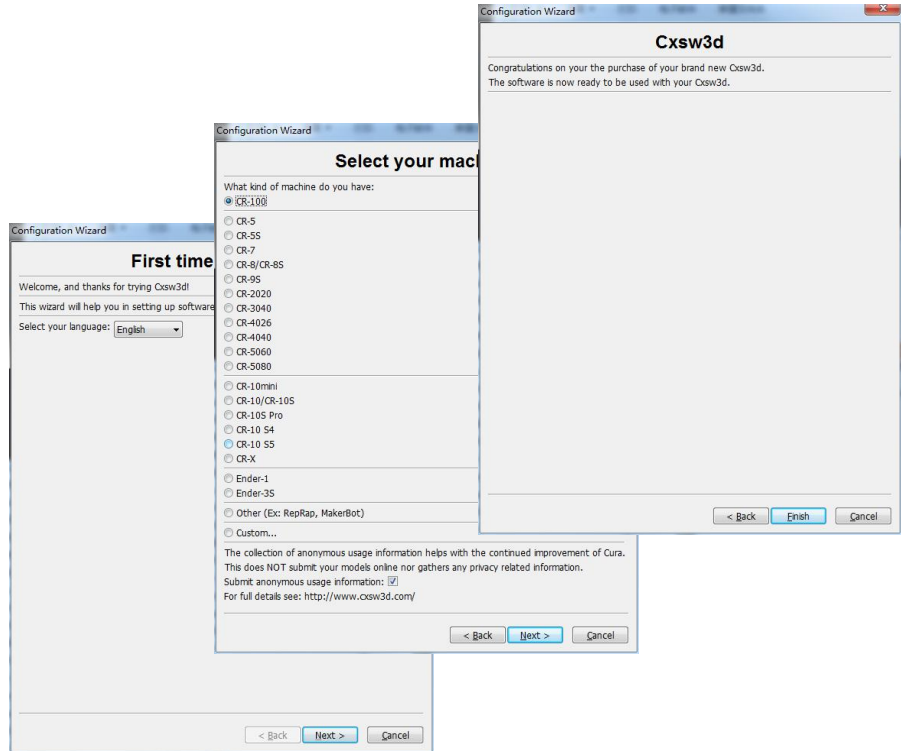 Configuration Wizard
First time
Welcome, and thanks for trying Cxsw3d!
This wizard will help you in setting up software
Select your language: English
< Back Next > Cancel
Configuration Wizard
Select your mac
What kind of machine do you have:
CR-100
CR-5
CR-5S
CR-7
CR-8/CR-8S
CR-9S
CR-2020
CR-3040
CR-4026
CR-4040
CR-5060
CR-5080
CR-10mini
CR-10/CR-10S
CR-10S Pro
CR-10 S4
CR-10 S5
CR-X
Ender-1
Ender-3S
Other (Ex: RepRap, MakerBot)
Custom...
The collection of anonymous usage information helps with the continued improvement of Cura.
This does NOT submit your models online nor gathers any privacy related information.
Submit anonymous usage information:
For full details see: http://www.cxsw3d.com/
< Back Next > Cancel
Configuration Wizard
Cxsw3d
Congratulations on your the purchase of your brand new Cxsw3d.
The software is now ready to be used with your Cxsw3d.
< Back Finish Cancel